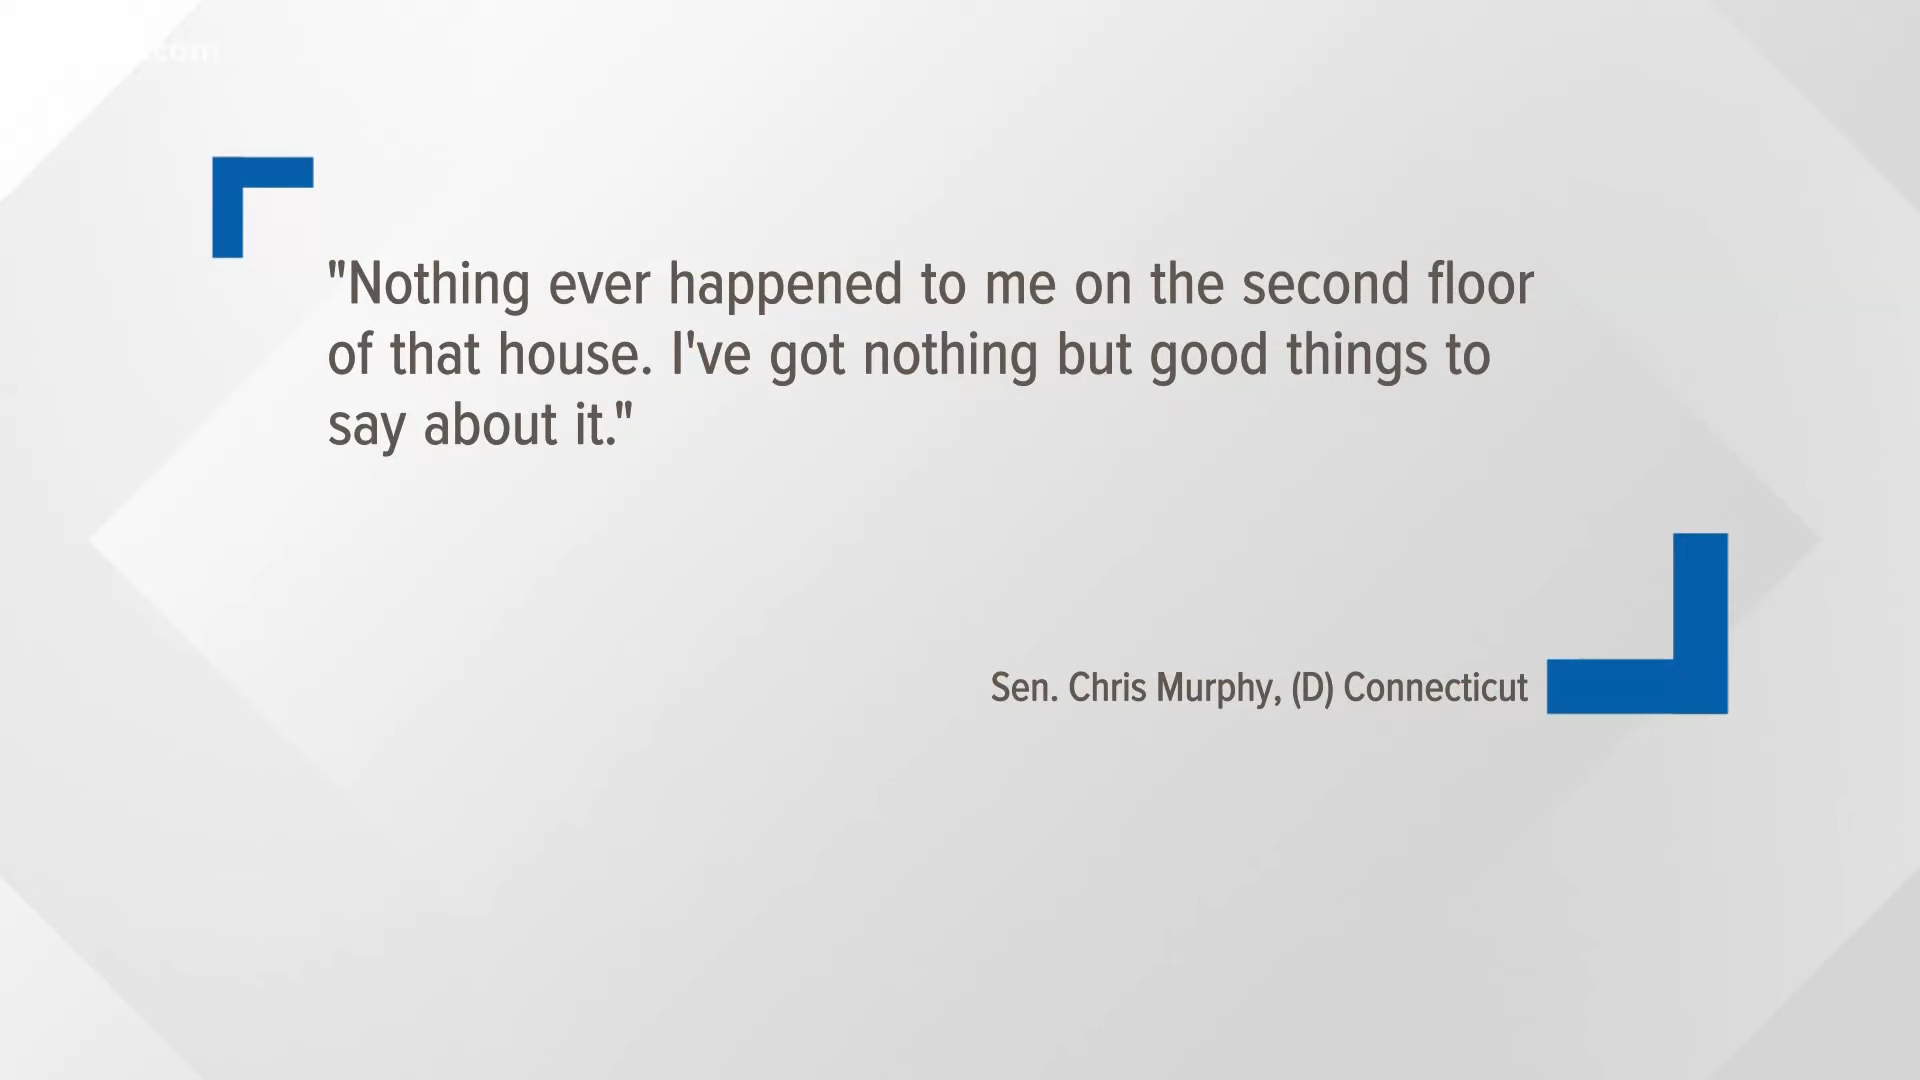 .com
"Nothing ever happened to me on the second floor
of that house. I've got nothing but good things to
say about it."
Sen. Chris Murphy, (D) Connecticut